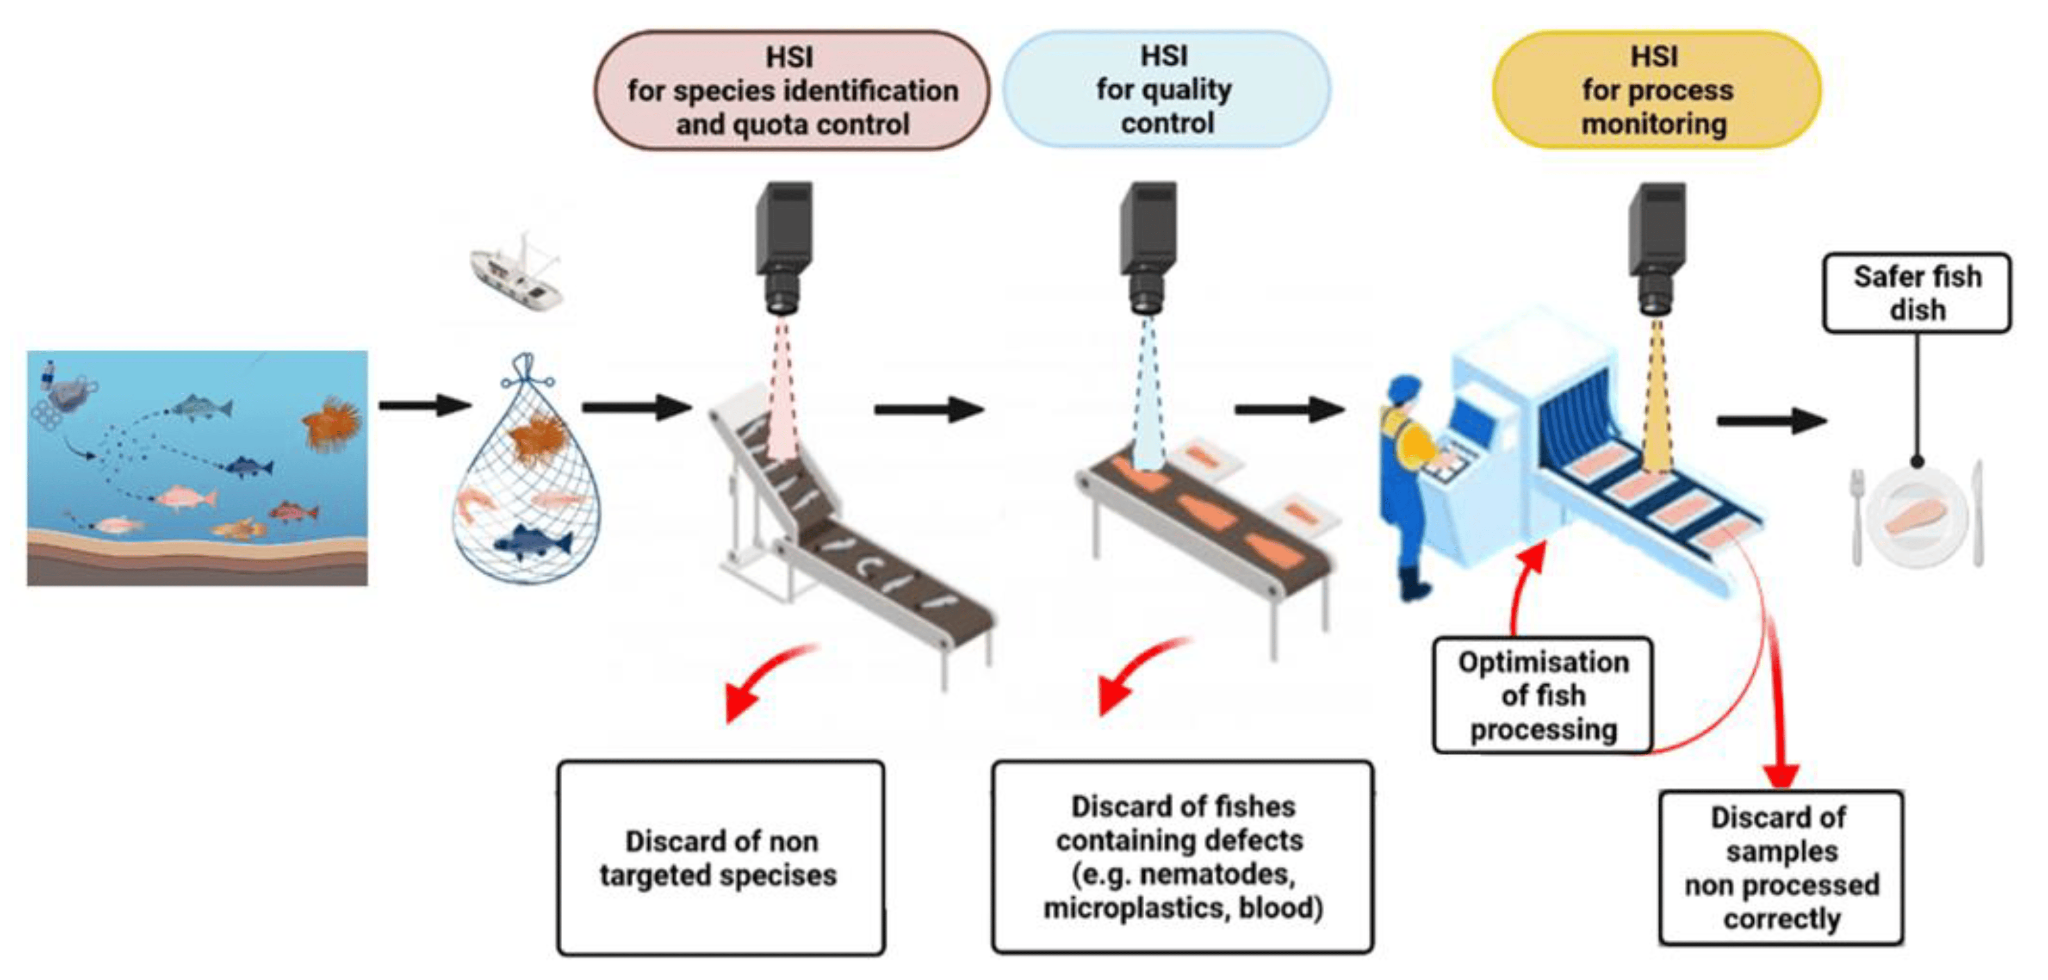 HSI
for species identification
and quota control
HSI
for quality
control
HSI
for process
monitoring
Safer fish
dish
Optimisation
of fish
processing
Discard of non
targeted specises
Discard of fishes
containing defects
(e.g. nematodes,
microplastics, blood)
Discard of
samples
non processed
correctly